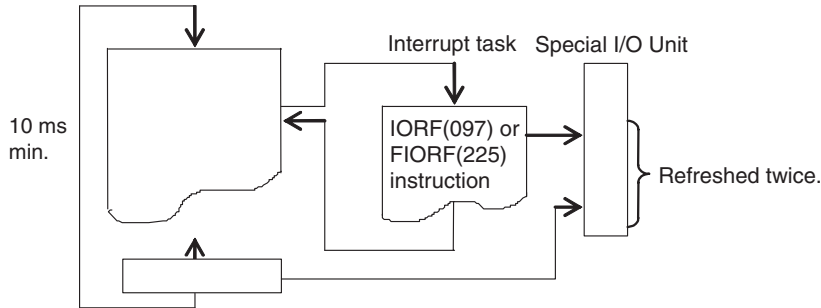 Interrupt task
Special I/O Unit
10 ms
min.
IORF(097) or
FIORF(225)
instruction
Refreshed twice.